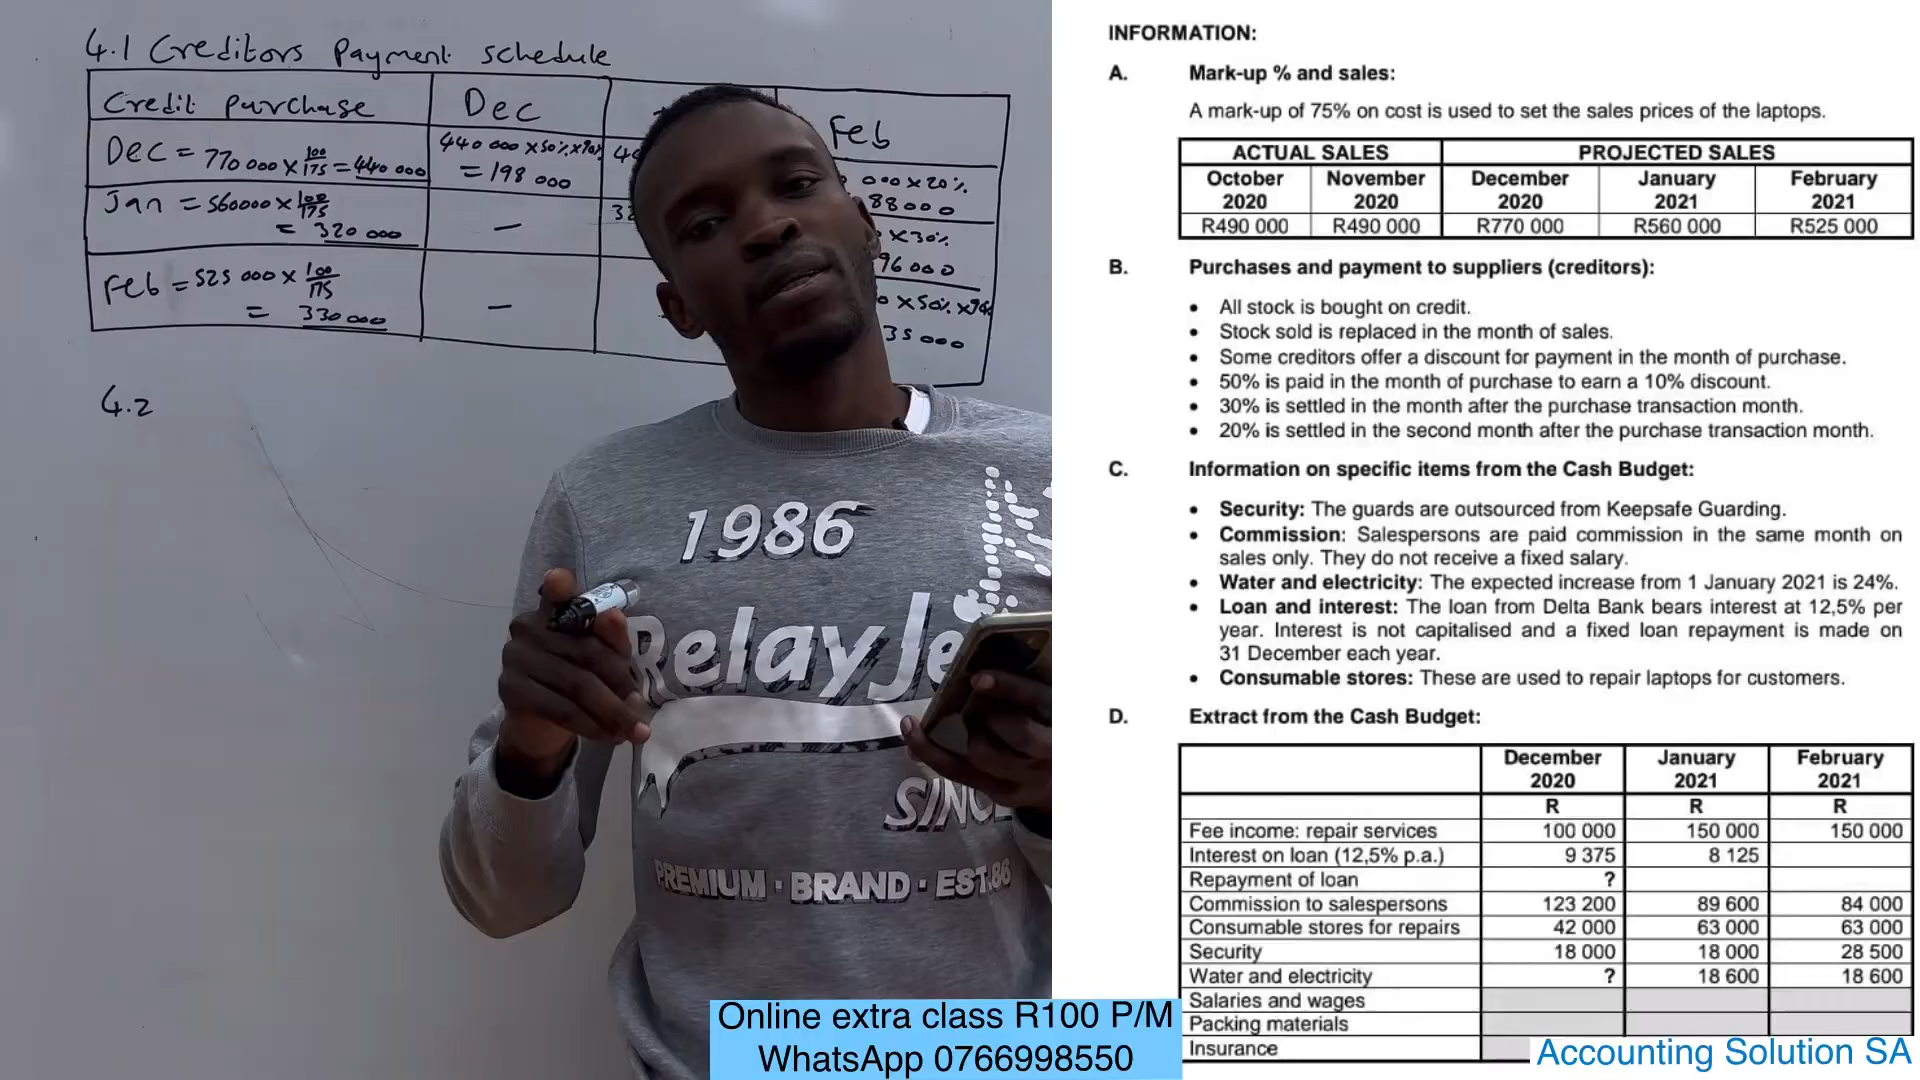 4.1 Creditors Payment schedule
Credit Purchase
Dec
Feb
Dec = 770 000 × 100/175 = 440 000
440 000 × 50% × 90%
= 198 000
000 × 20%
88000
Jan = 560000 × 100/175
= 320 000
—
× 30%
96000
Feb = 525 000 × 100/175
= 330 000
—
× 50% × 90%
35 000
4.2
1986
Relay Je
SINCE
PREMIUM · BRAND · EST.86
INFORMATION:
A. Mark-up % and sales:
A mark-up of 75% on cost is used to set the sales prices of the laptops.
ACTUAL SALES PROJECTED SALES
October November December January February
2020 2020 2020 2021 2021
R490 000 R490 000 R770 000 R560 000 R525 000
B. Purchases and payment to suppliers (creditors):
• All stock is bought on credit.
• Stock sold is replaced in the month of sales.
• Some creditors offer a discount for payment in the month of purchase.
• 50% is paid in the month of purchase to earn a 10% discount.
• 30% is settled in the month after the purchase transaction month.
• 20% is settled in the second month after the purchase transaction month.
C. Information on specific items from the Cash Budget:
• Security: The guards are outsourced from Keepsafe Guarding.
• Commission: Salespersons are paid commission in the same month on
sales only. They do not receive a fixed salary.
• Water and electricity: The expected increase from 1 January 2021 is 24%.
• Loan and interest: The loan from Delta Bank bears interest at 12,5% per
year. Interest is not capitalised and a fixed loan repayment is made on
31 December each year.
• Consumable stores: These are used to repair laptops for customers.
D. Extract from the Cash Budget:
December January February
2020 2021 2021
R R R
Fee income: repair services 100 000 150 000 150 000
Interest on loan (12,5% p.a.) 9 375 8 125
Repayment of loan ?
Commission to salespersons 123 200 89 600 84 000
Consumable stores for repairs 42 000 63 000 63 000
Security 18 000 18 000 28 500
Water and electricity ? 18 600 18 600
Salaries and wages
Packing materials
Insurance
Online extra class R100 P/M
WhatsApp 0766998550
Accounting Solution SA